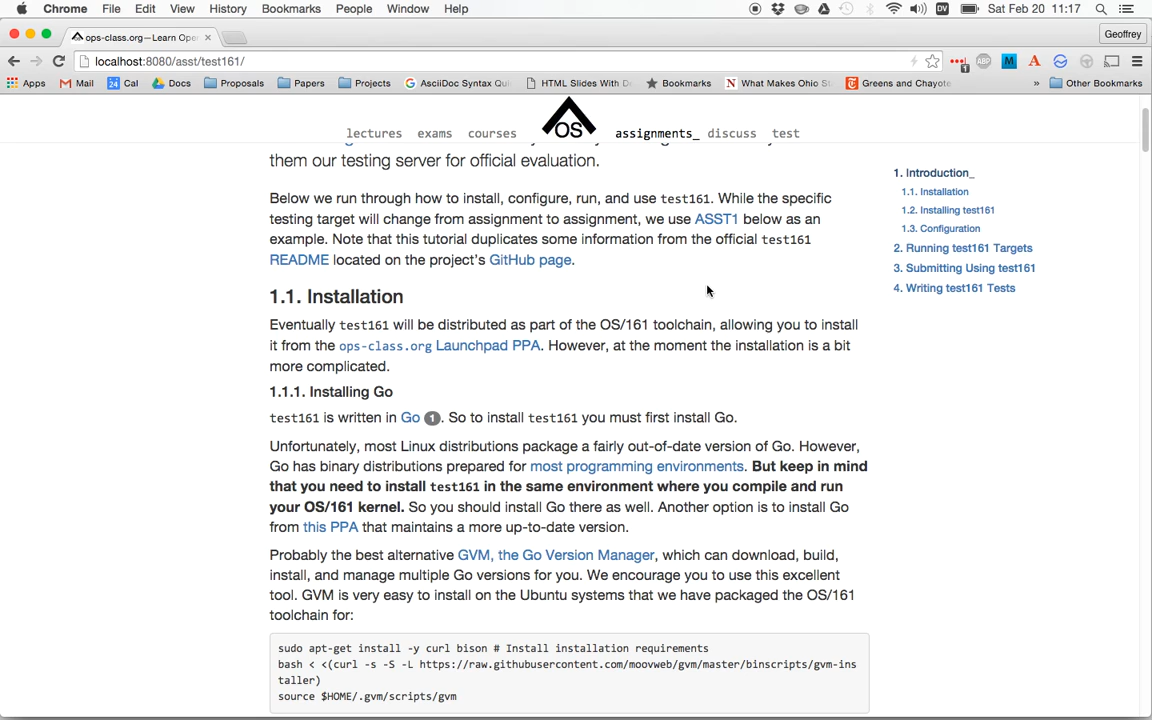 Chrome File Edit View History Bookmarks People Window Help DV Sat Feb 20 11:17
ops-class.org — Learn Oper × Geoffrey
localhost:8080/asst/test161/ 1 ABP M A
Apps Mail 24 Cal Docs Proposals Papers Projects AsciiDoc Syntax Qui HTML Slides With D Bookmarks N What Makes Ohio St Greens and Chayote » Other Bookmarks
lectures exams courses OS assignments_ discuss test
them our testing server for official evaluation.
Below we run through how to install, configure, run, and use test161. While the specific
testing target will change from assignment to assignment, we use ASST1 below as an
example. Note that this tutorial duplicates some information from the official test161
README located on the project's GitHub page.
1.1. Installation
Eventually test161 will be distributed as part of the OS/161 toolchain, allowing you to install
it from the ops-class.org Launchpad PPA. However, at the moment the installation is a bit
more complicated.
1.1.1. Installing Go
test161 is written in Go 1. So to install test161 you must first install Go.
Unfortunately, most Linux distributions package a fairly out-of-date version of Go. However,
Go has binary distributions prepared for most programming environments. But keep in mind
that you need to install test161 in the same environment where you compile and run
your OS/161 kernel. So you should install Go there as well. Another option is to install Go
from this PPA that maintains a more up-to-date version.
Probably the best alternative GVM, the Go Version Manager, which can download, build,
install, and manage multiple Go versions for you. We encourage you to use this excellent
tool. GVM is very easy to install on the Ubuntu systems that we have packaged the OS/161
toolchain for:
sudo apt-get install -y curl bison # Install installation requirements
bash < <(curl -s -S -L https://raw.githubusercontent.com/moovweb/gvm/master/binscripts/gvm-ins
taller)
source $HOME/.gvm/scripts/gvm
1. Introduction_
1.1. Installation
1.2. Installing test161
1.3. Configuration
2. Running test161 Targets
3. Submitting Using test161
4. Writing test161 Tests